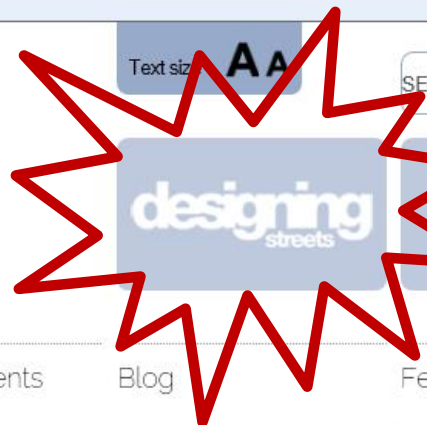 Text siz A A
SE
designing
streets
ents Blog Fe